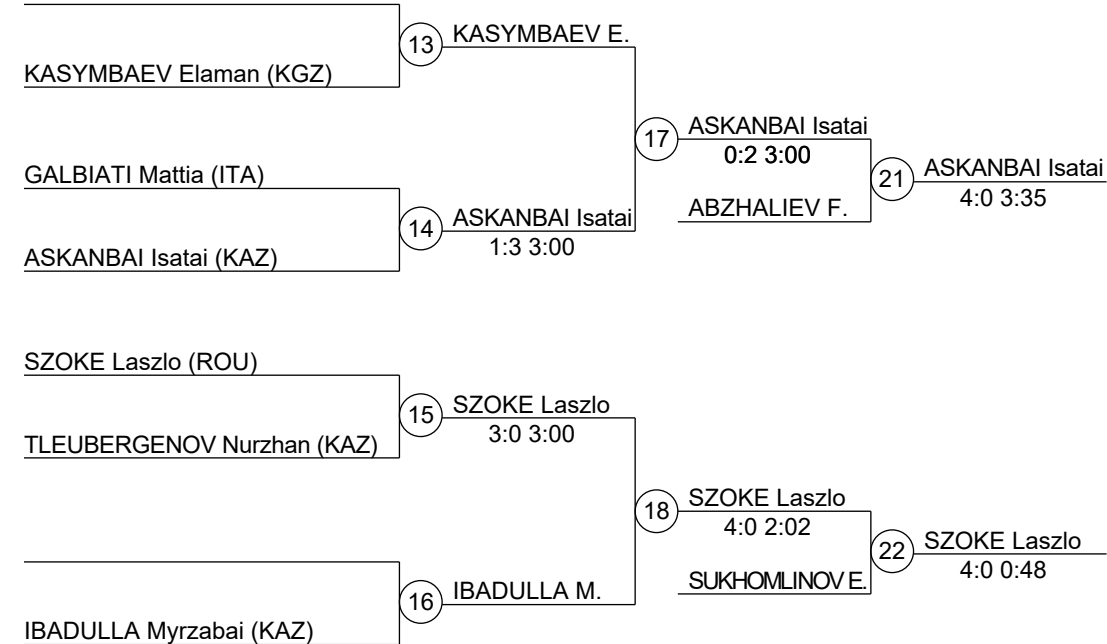 13
KASYMBAEV E.
KASYMBAEV Elaman (KGZ)
17
ASKANBAI Isatai
0:2 3:00
21
ASKANBAI Isatai
4:0 3:35
GALBIATI Mattia (ITA)
ABZHALIEV F.
14
ASKANBAI Isatai
1:3 3:00
ASKANBAI Isatai (KAZ)
SZOKE Laszlo (ROU)
15
SZOKE Laszlo
3:0 3:00
TLEUBERGENOV Nurzhan (KAZ)
18
SZOKE Laszlo
4:0 2:02
22
SZOKE Laszlo
4:0 0:48
SUKHOMLINOV E.
16
IBADULLA M.
IBADULLA Myrzabai (KAZ)